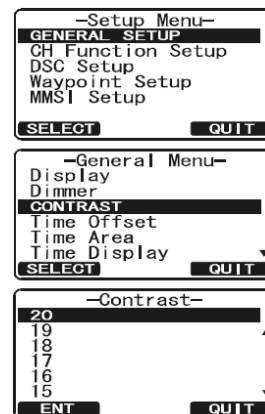 —Setup Menu—
GENERAL SETUP
CH Function Setup
DSC Setup
Waypoint Setup
MMSI Setup
SELECT QUIT
—General Menu—
Display
Dimmer
CONTRAST
Time Offset
Time Area
Time Display
SELECT QUIT
—Contrast—
20
19
18
17
16
15
ENT QUIT